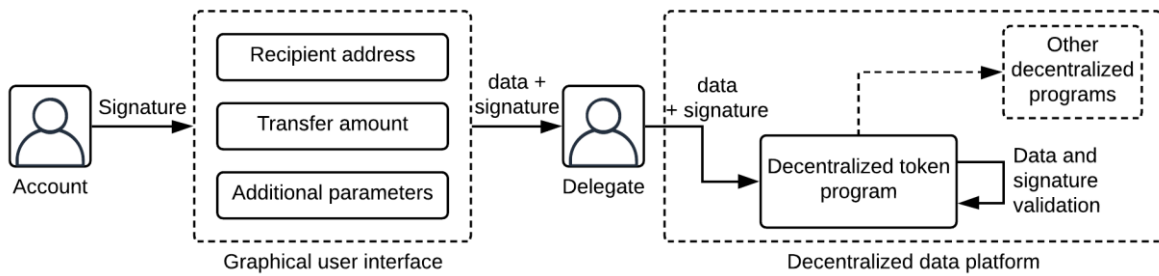 Account
Signature
Recipient address
Transfer amount
Additional parameters
Graphical user interface
data +
signature
Delegate
data
+ signature
Decentralized token
program
Other
decentralized
programs
Data and
signature
validation
Decentralized data platform